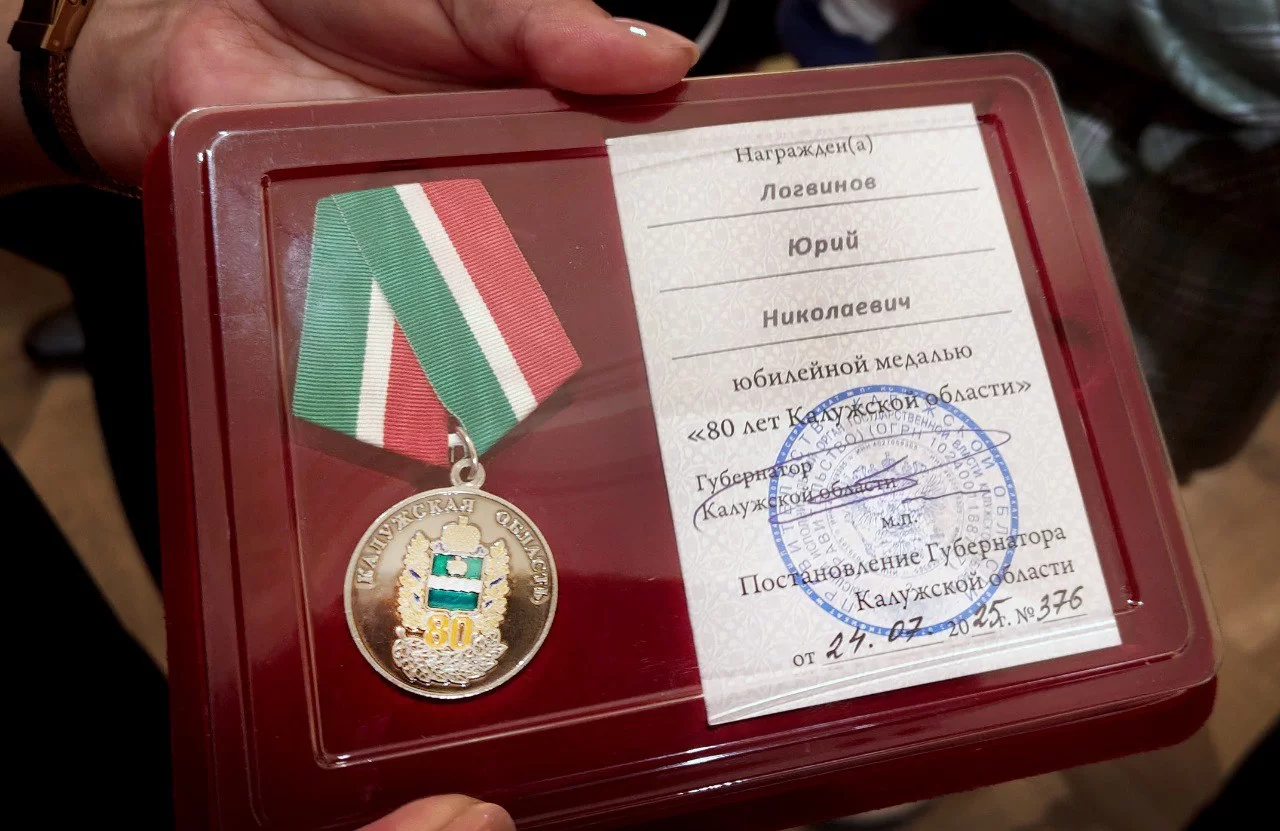 КАЛУЖСКАЯ ОБЛАСТЬ
80
Награжден(а)
Логвинов
Юрий
Николаевич
юбилейной медалью
«80 лет Калужской области»
Губернатор
Калужской области
м.п.
Постановление Губернатора
Калужской области
от 24.07.2025г. №376